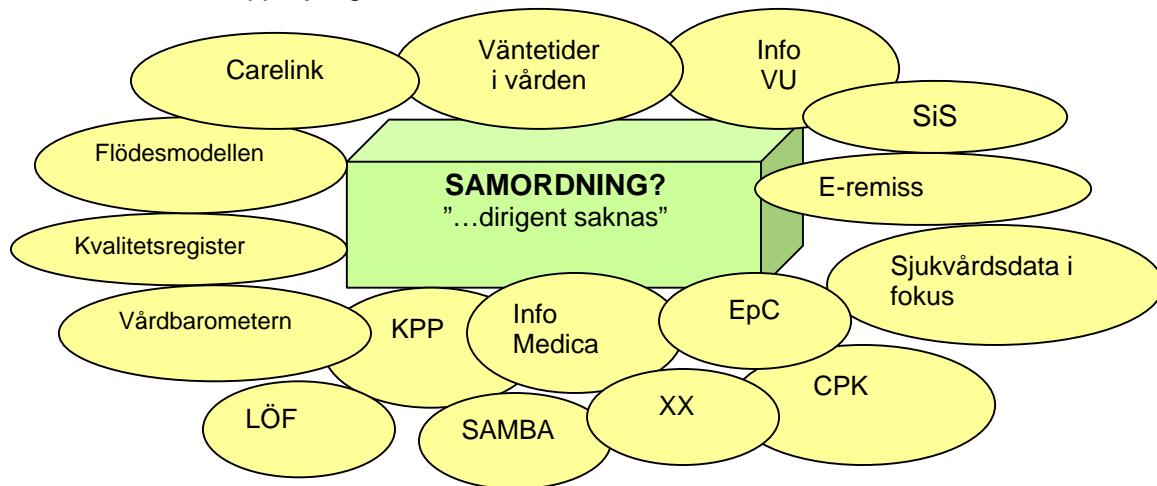 Carelink
Väntetider
i vården
Info
VU
SiS
Flödesmodellen
SAMORDNING?
”…dirigent saknas”
E-remiss
Kvalitetsregister
Sjukvårdsdata i
fokus
Vårdbarometern
KPP
Info
Medica
EpC
CPK
LÖF
SAMBA
XX